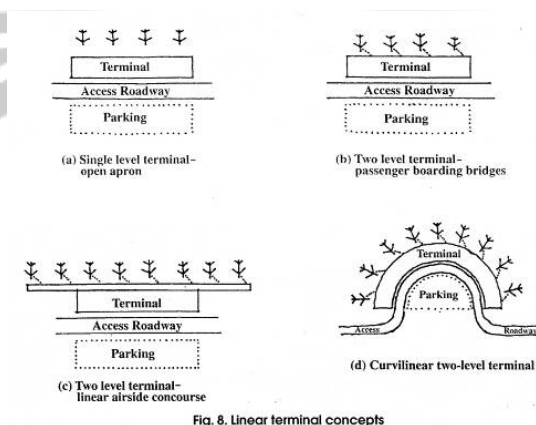 Terminal
Access Roadway
Parking
(a) Single level terminal-
open apron
Terminal
Access Roadway
Parking
(b) Two level terminal-
passenger boarding bridges
Terminal
Access Roadway
Parking
(c) Two level terminal-
linear airside concourse
Terminal
Parking
Access
Roadway
(d) Curvilinear two-level terminal
Fig. 8. Linear terminal concepts